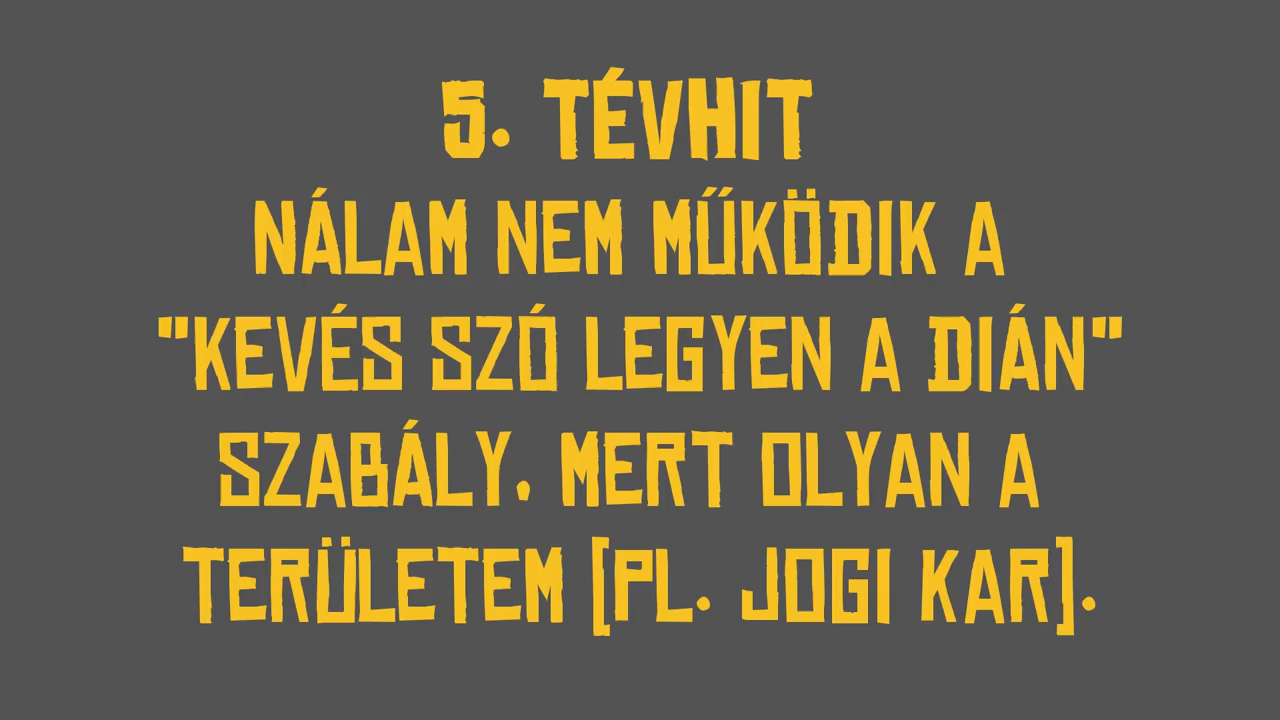 5. TÉVHIT
NÁLAM NEM MŰKÖDIK A
"KEVÉS SZÓ LEGYEN A DIÁN"
SZABÁLY. MERT OLYAN A
TERÜLETEM [PL. JOGI KAR].